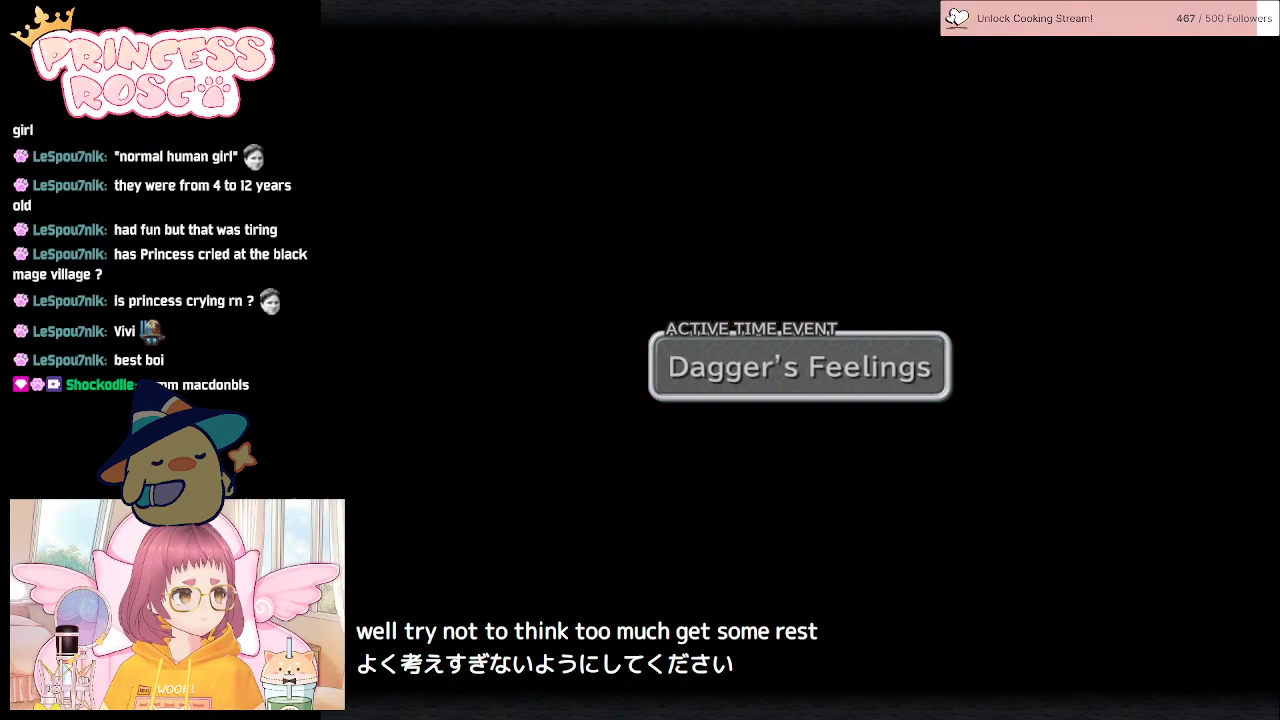 PRINCESS
ROSE
Unlock Cooking Stream! 467 / 500 Followers
girl
LeSpou7nik: "normal human girl"
LeSpou7nik: they were from 4 to 12 years
old
LeSpou7nik: had fun but that was tiring
LeSpou7nik: has Princess cried at the black
mage village ?
LeSpou7nik: is princess crying rn ?
LeSpou7nik: Vivi
LeSpou7nik: best boi
macdonbls
ACTIVE TIME EVENT
Dagger's Feelings
well try not to think too much get some rest
よく考えすぎないようにしてください